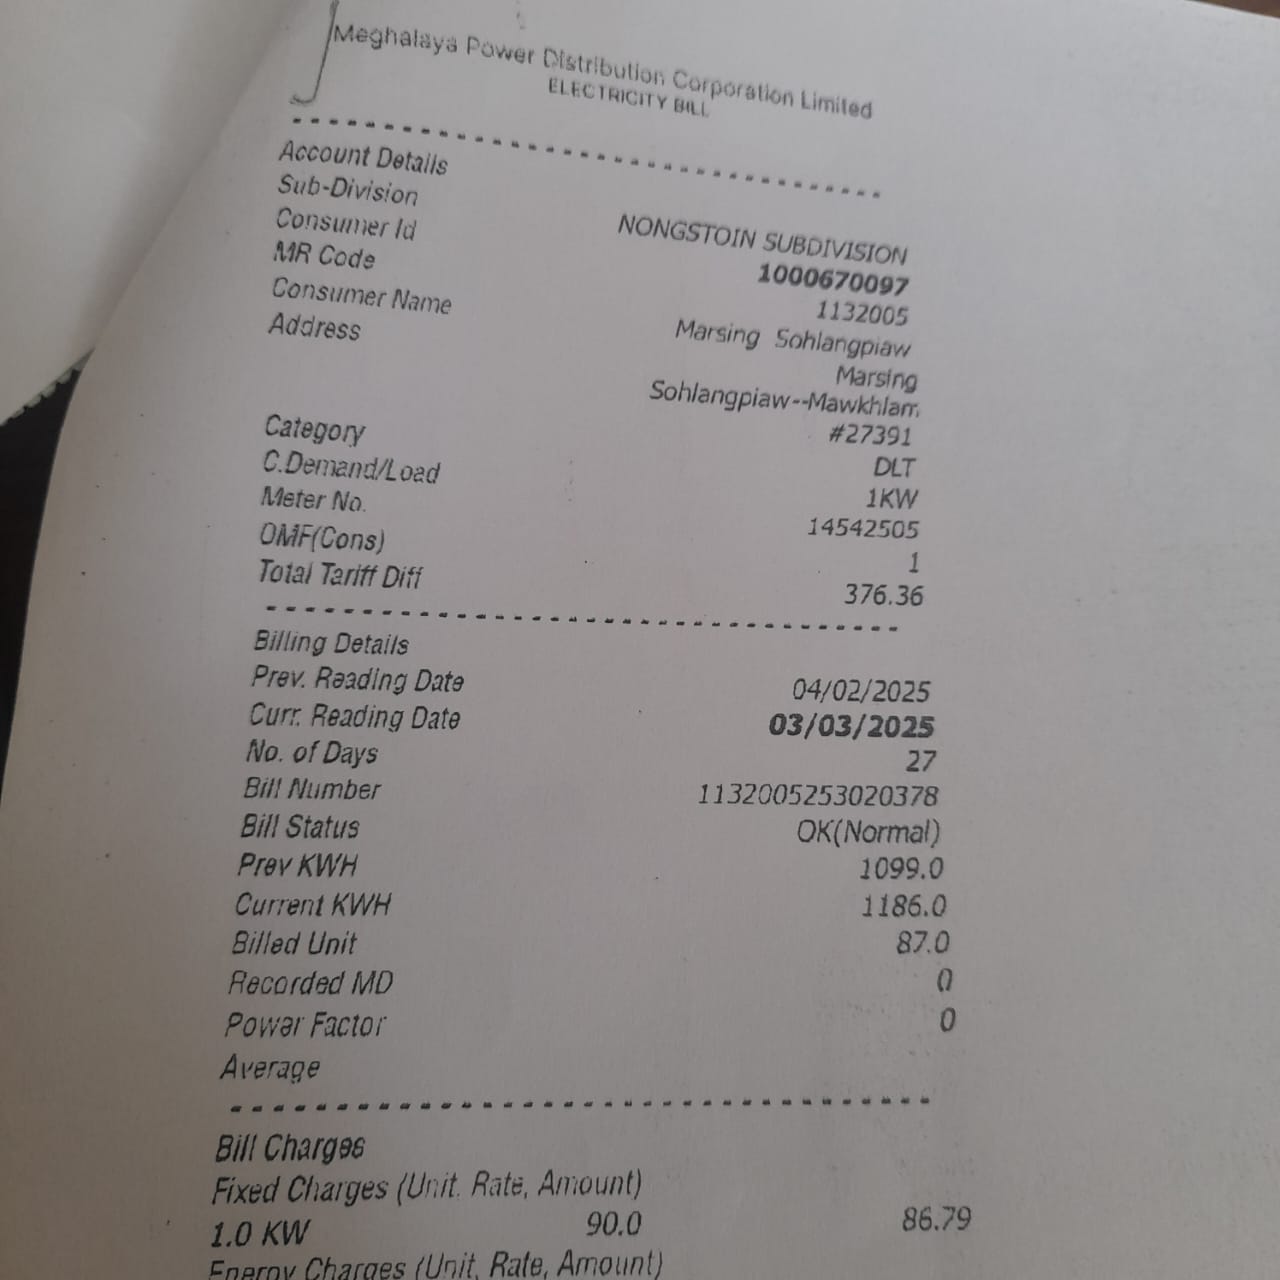 Meghalaya Power Distribution Corporation Limited
ELECTRICITY BILL
Account Details
Sub-Division NONGSTOIN SUBDIVISION
Consumer Id 1000670097
MR Code 1132005
Consumer Name Marsing Sohlangpiaw
Address Marsing
Sohlangpiaw--Mawkhlam
#27391
Category DLT
C.Demand/Load 1KW
Meter No. 14542505
OMF(Cons) 1
Total Tariff Diff 376.36
Billing Details
Prev. Reading Date 04/02/2025
Curr. Reading Date 03/03/2025
No. of Days 27
Bill Number 1132005253020378
Bill Status OK(Normal)
Prev KWH 1099.0
Current KWH 1186.0
Billed Unit 87.0
Recorded MD 0
Power Factor 0
Average
Bill Charges
Fixed Charges (Unit, Rate, Amount)
1.0 KW 90.0 86.79
Energy Charges (Unit, Rate, Amount)